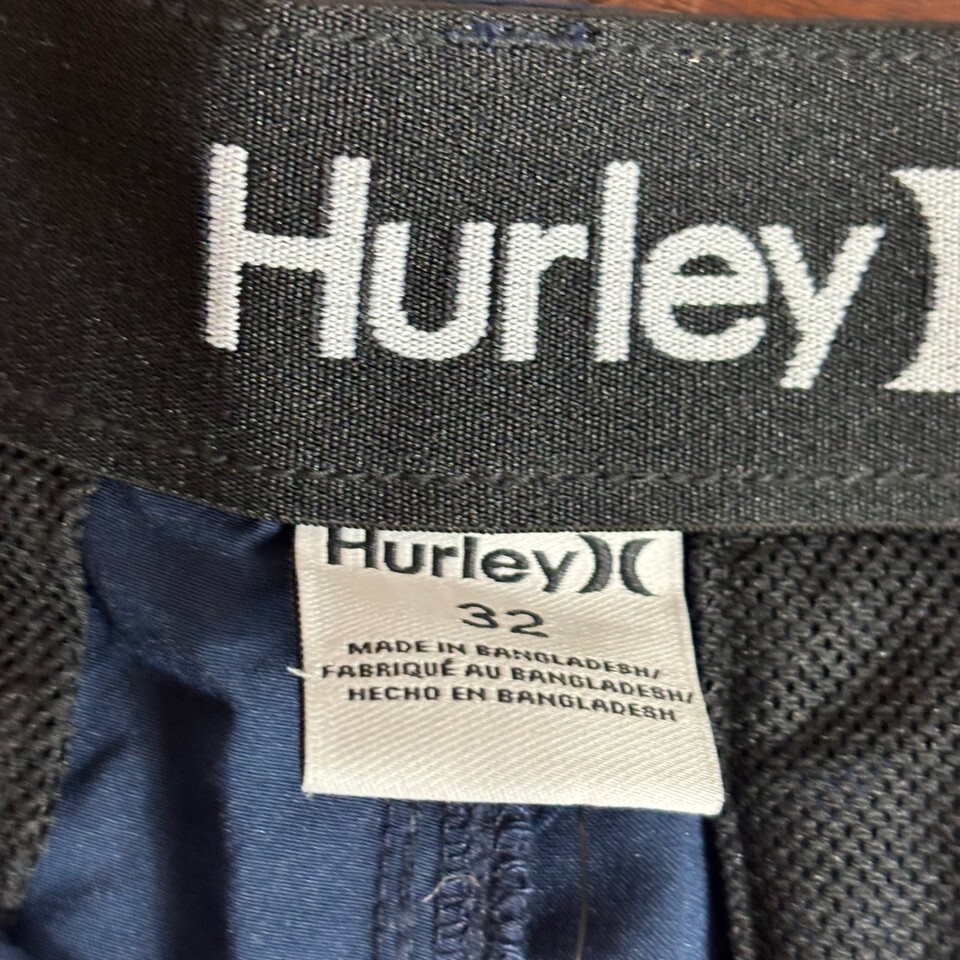 Hurley
Hurley
32
MADE IN BANGLADESH/
FABRIQUÉ AU BANGLADESH/
HECHO EN BANGLADESH